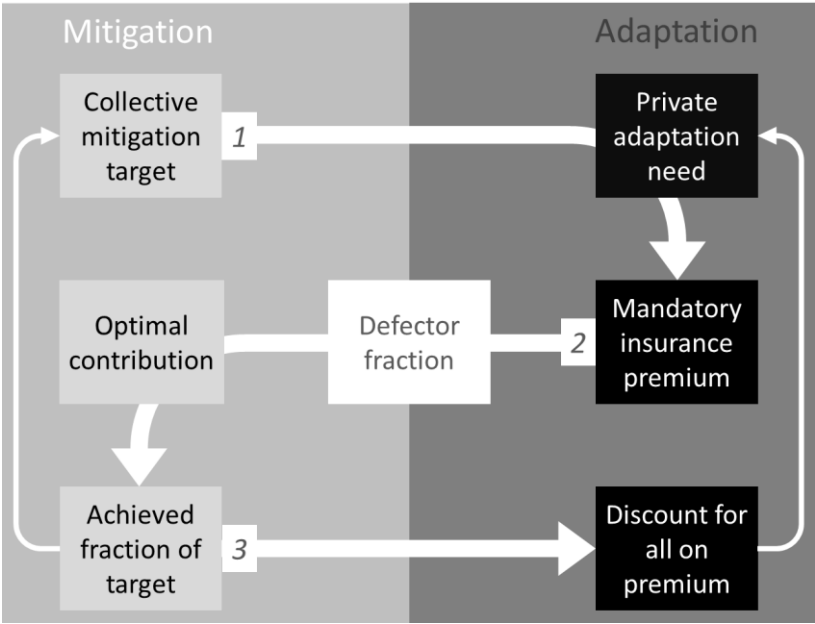 Mitigation
Adaptation
Collective
mitigation
target
1
Private
adaptation
need
Optimal
contribution
Defector
fraction
2
Mandatory
insurance
premium
Achieved
fraction of
target
3
Discount for
all on
premium